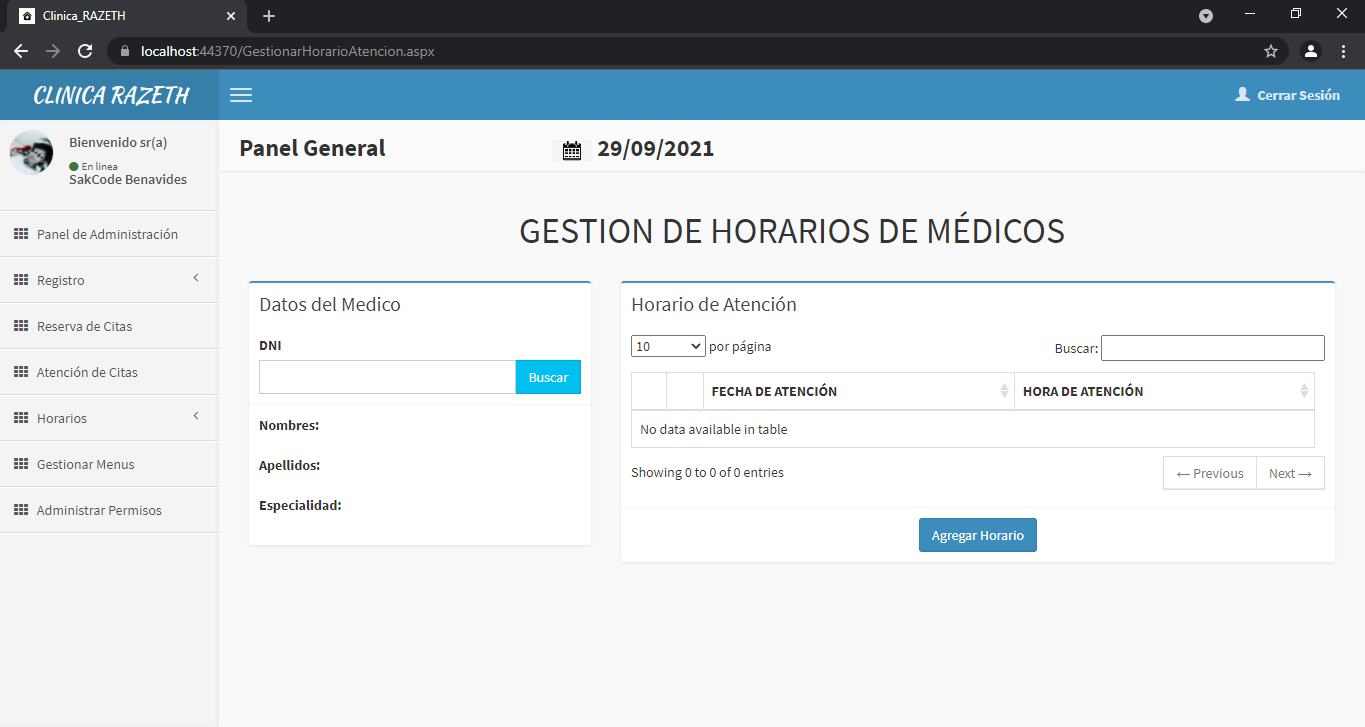 Clinica_RAZETH
localhost:44370/GestionarHorarioAtencion.aspx
CLINICA RAZETH
Cerrar Sesión
Bienvenido sr(a)
En linea
SakCode Benavides
Panel General
29/09/2021
Panel de Administración
Registro
Reserva de Citas
Atención de Citas
Horarios
Gestionar Menus
Administrar Permisos
GESTION DE HORARIOS DE MÉDICOS
Datos del Medico
DNI
Buscar
Nombres:
Apellidos:
Especialidad:
Horario de Atención
10 por página
Buscar:
FECHA DE ATENCIÓN HORA DE ATENCIÓN
No data available in table
Showing 0 to 0 of 0 entries
← Previous Next →
Agregar Horario